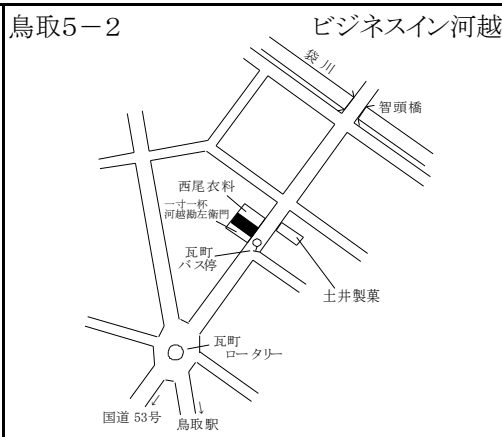 鳥取5－2
ビジネスイン河越
袋川
智頭橋
西尾衣料
一寸一杯
河越勘左衛門
瓦町
バス停
土井製菓
瓦町
ロータリー
国道 53号
鳥取駅